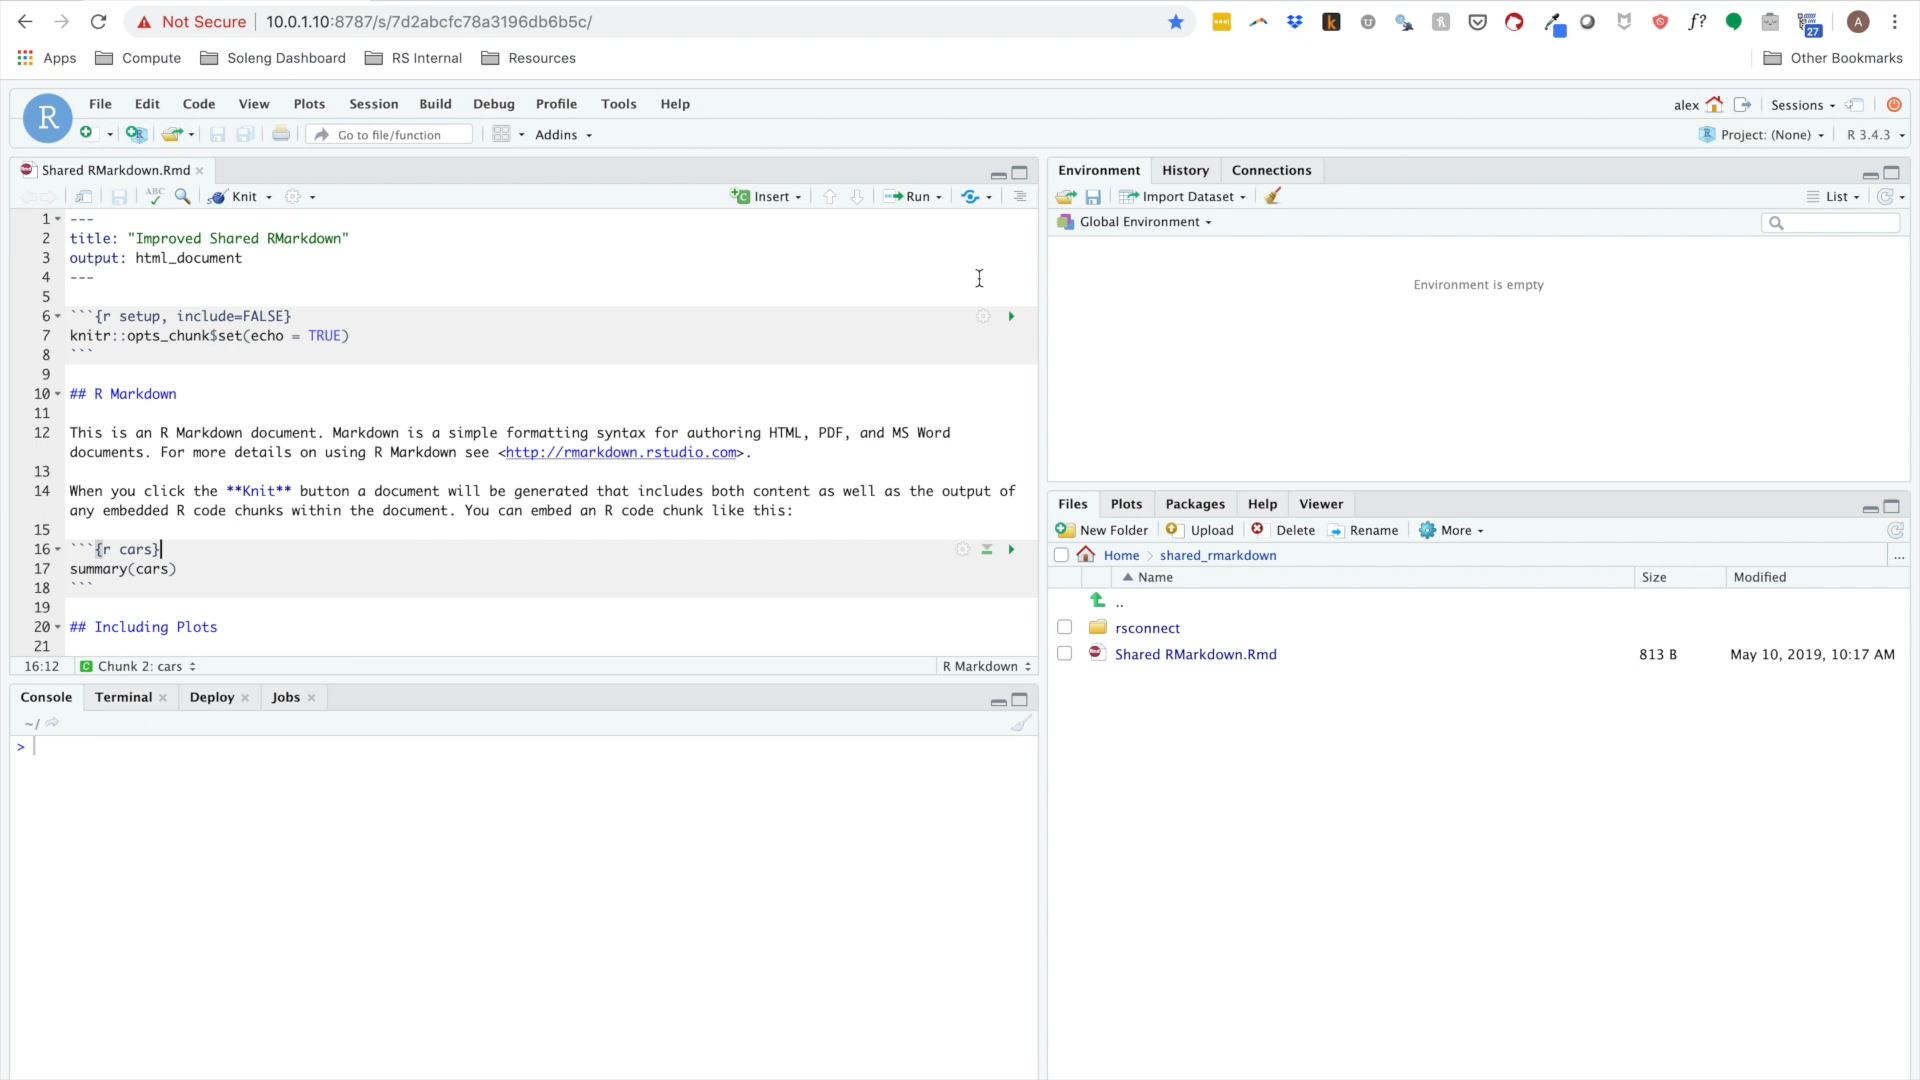 Not Secure 10.0.1.10:8787/s/7d2abcfc78a3196db6b5c/
27
A
Apps Compute Soleng Dashboard RS Internal Resources Other Bookmarks
R File Edit Code View Plots Session Build Debug Profile Tools Help alex Sessions
Go to file/function Addins Project: (None) R 3.4.3
Shared RMarkdown.Rmd
ABC Knit Insert Run
1 ---
2 title: "Improved Shared RMarkdown"
3 output: html_document
4 ---
5
6 ```{r setup, include=FALSE}
7 knitr::opts_chunk$set(echo = TRUE)
8 ```
9
10 ## R Markdown
11
12 This is an R Markdown document. Markdown is a simple formatting syntax for authoring HTML, PDF, and MS Word
documents. For more details on using R Markdown see <http://rmarkdown.rstudio.com>.
13
14 When you click the **Knit** button a document will be generated that includes both content as well as the output of
any embedded R code chunks within the document. You can embed an R code chunk like this:
15
16 ```{r cars}
17 summary(cars)
18 ```
19
20 ## Including Plots
21
16:12 C Chunk 2: cars R Markdown
Console Terminal Deploy Jobs
~/
>
Environment History Connections
Import Dataset List
Global Environment
Environment is empty
Files Plots Packages Help Viewer
New Folder Upload Delete Rename More
Home shared_rmarkdown ...
Name Size Modified
..
rsconnect
Shared RMarkdown.Rmd 813 B May 10, 2019, 10:17 AM